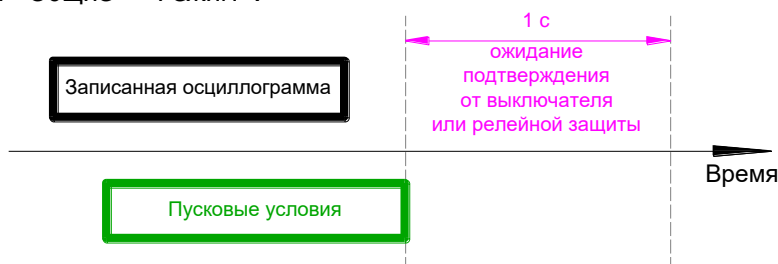 1 с
ожидание
подтверждения
от выключателя
или релейной защиты
Записанная осциллограмма
Время
Пусковые условия